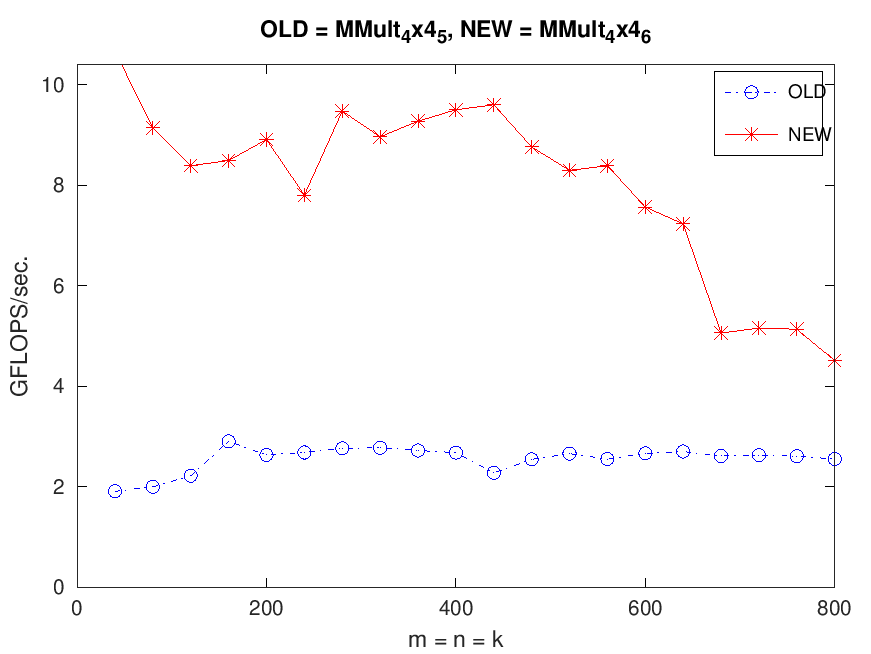 OLD = MMult₄x4₅, NEW = MMult₄x4₆
10
8
6
4
2
0
GFLOPS/sec.
OLD
NEW
0 200 400 600 800
m = n = k